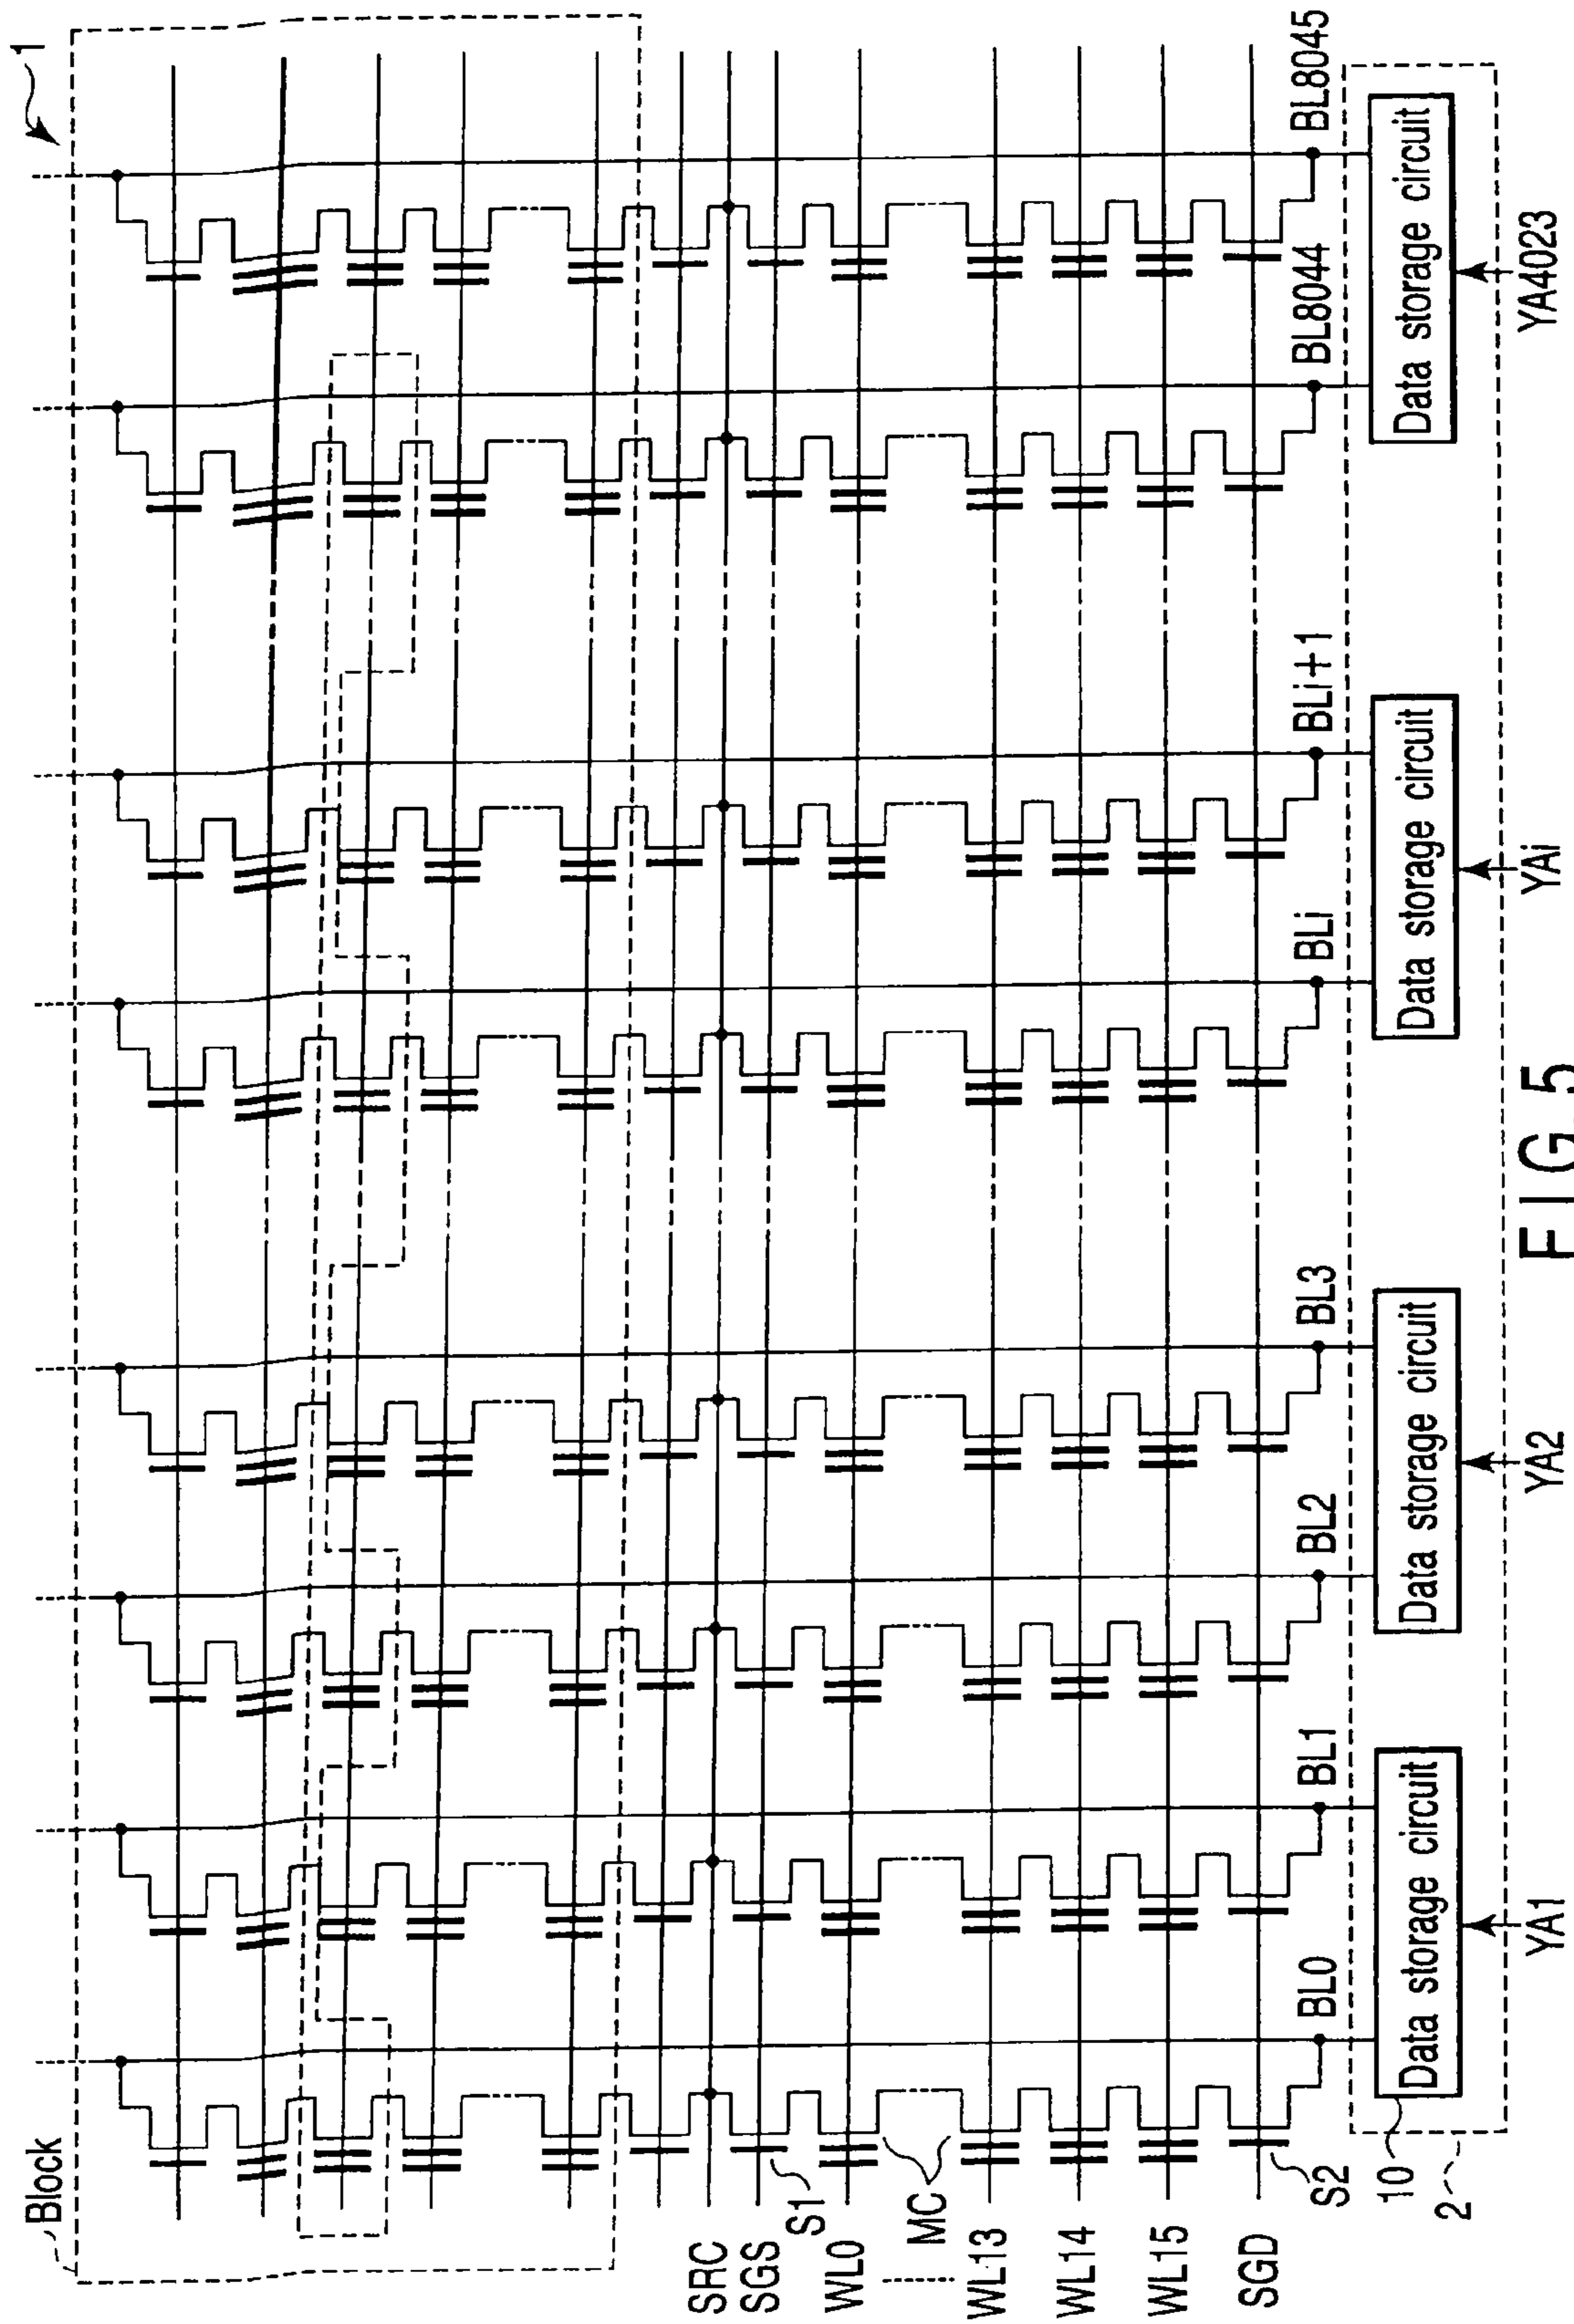 Block
1
SRC
SGS
S1
WL0
MC
WL13
WL14
WL15
SGD
S2
BL0
BL1
BL2
BL3
BLi
BLi+1
BL8044
BL8045
10
2
Data storage circuit
Data storage circuit
Data storage circuit
Data storage circuit
YA1
YA2
YAi
YA4023
FIG. 5